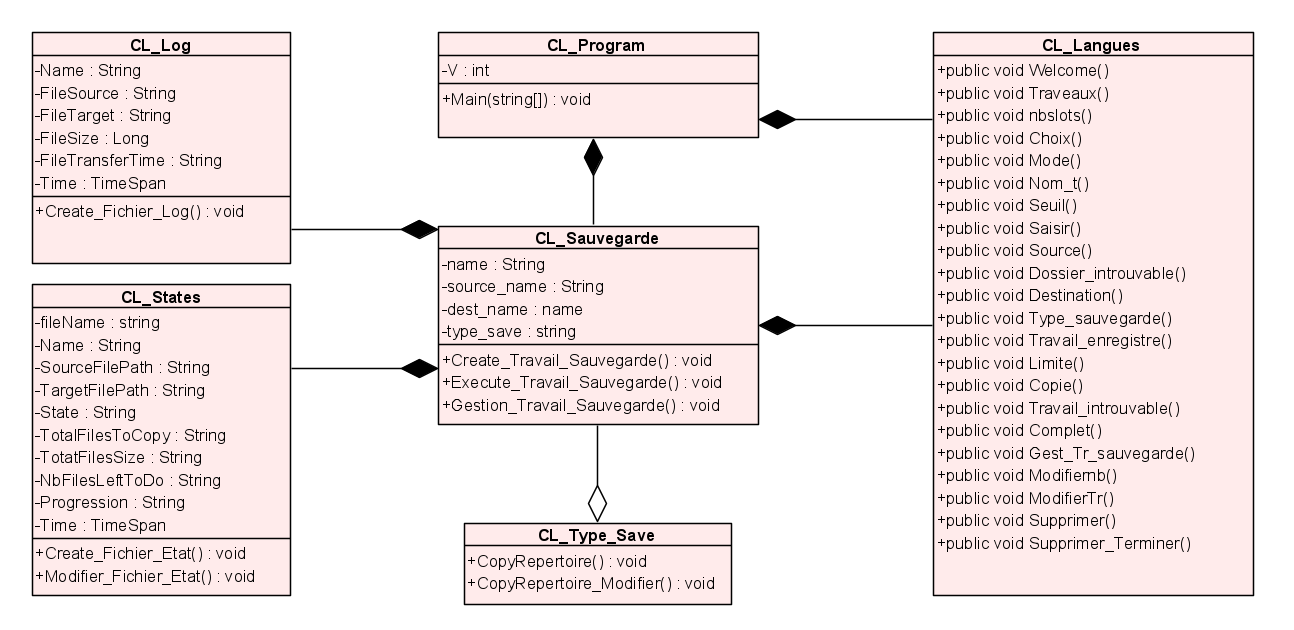 CL_Log
-Name : String
-FileSource : String
-FileTarget : String
-FileSize : Long
-FileTransferTime : String
-Time : TimeSpan
+Create_Fichier_Log() : void
CL_States
-fileName : string
-Name : String
-SourceFilePath : String
-TargetFilePath : String
-State : String
-TotalFilesToCopy : String
-TotatFilesSize : String
-NbFilesLeftToDo : String
-Progression : String
-Time : TimeSpan
+Create_Fichier_Etat() : void
+Modifier_Fichier_Etat() : void
CL_Program
-V : int
+Main(string[]) : void
CL_Sauvegarde
-name : String
-source_name : String
-dest_name : name
-type_save : string
+Create_Travail_Sauvegarde() : void
+Execute_Travail_Sauvegarde() : void
+Gestion_Travail_Sauvegarde() : void
CL_Type_Save
+CopyRepertoire() : void
+CopyRepertoire_Modifier() : void
CL_Langues
+public void Welcome()
+public void Traveaux()
+public void nbslots()
+public void Choix()
+public void Mode()
+public void Nom_t()
+public void Seuil()
+public void Saisir()
+public void Source()
+public void Dossier_introuvable()
+public void Destination()
+public void Type_sauvegarde()
+public void Travail_enregistre()
+public void Limite()
+public void Copie()
+public void Travail_introuvable()
+public void Complet()
+public void Gest_Tr_sauvegarde()
+public void Modifiernb()
+public void ModifierTr()
+public void Supprimer()
+public void Supprimer_Terminer()